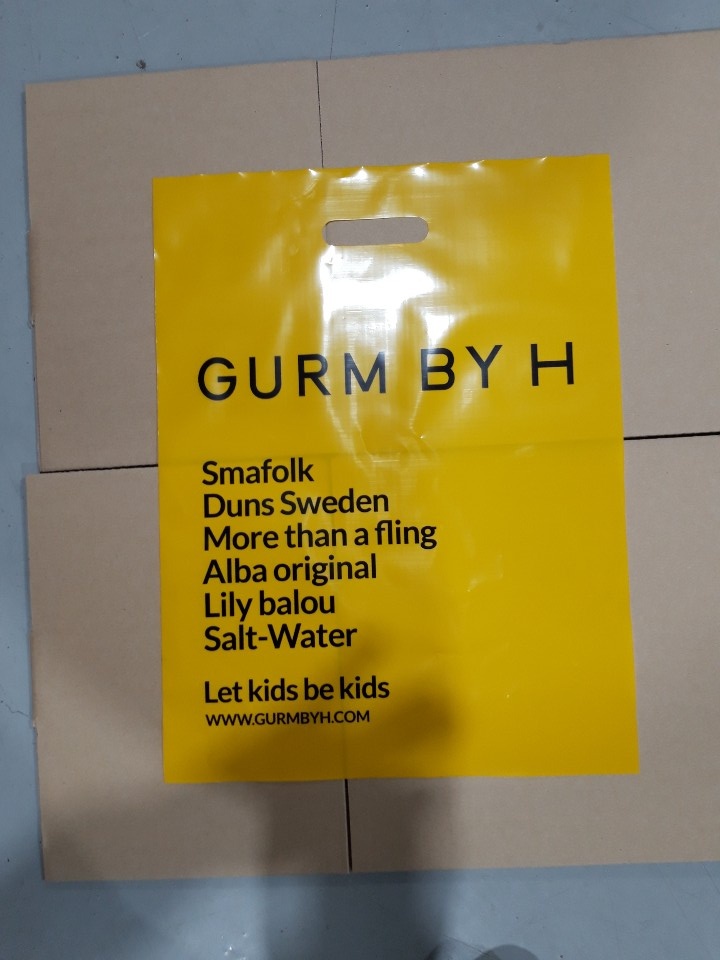 GURM BY H
Smafolk
Duns Sweden
More than a fling
Alba original
Lily balou
Salt-Water
Let kids be kids
WWW.GURMBYH.COM